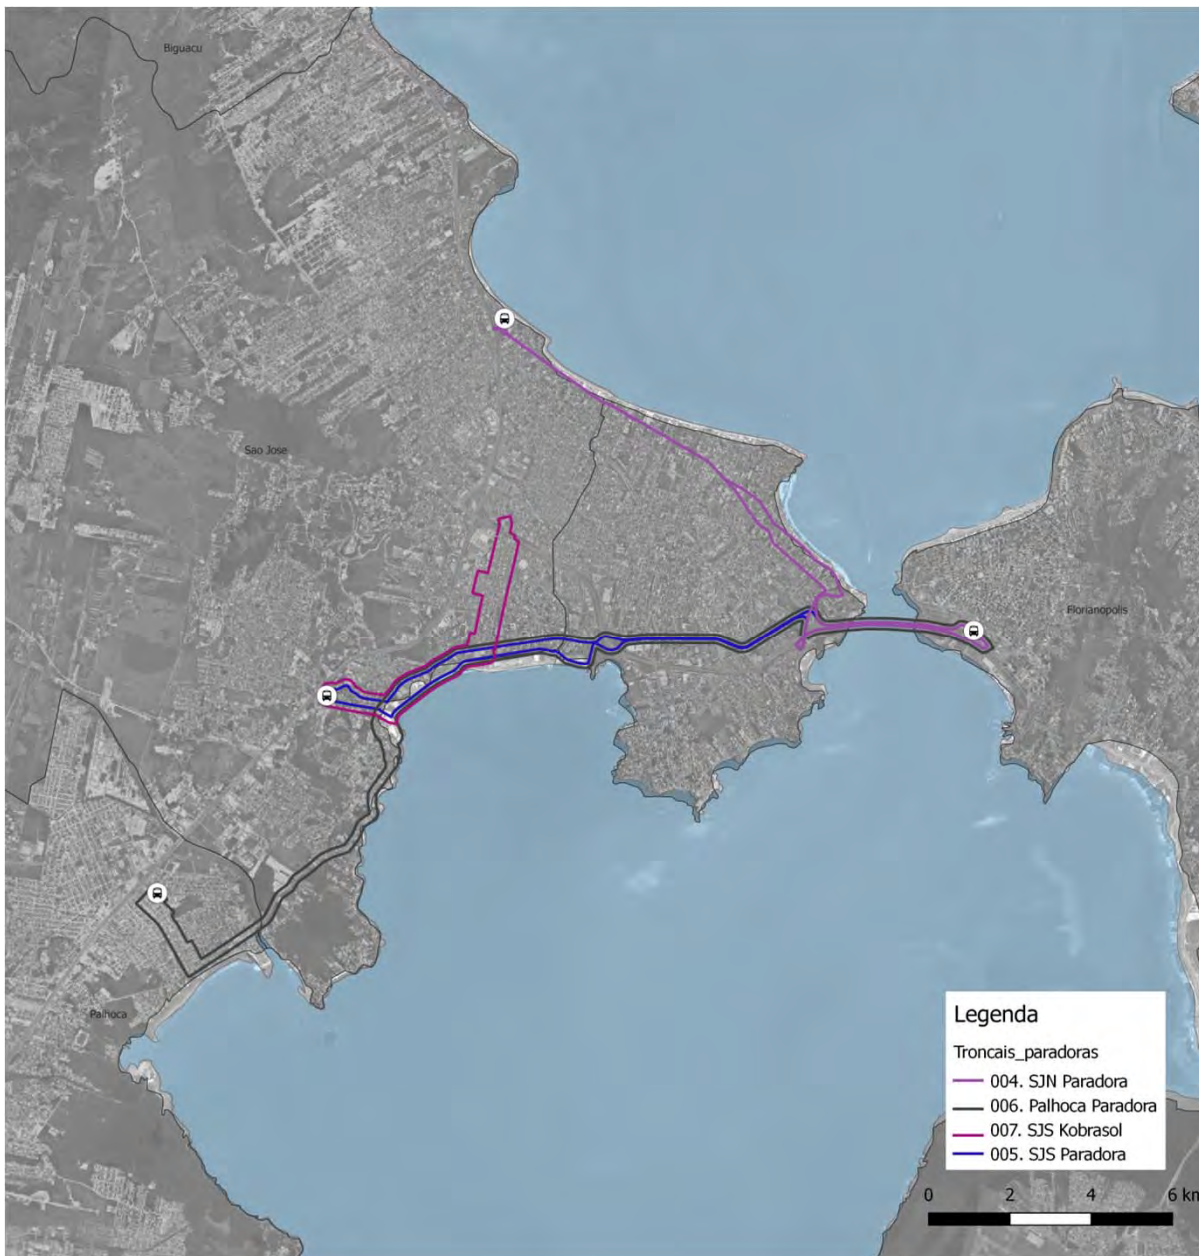 Biguacu
Sao Jose
Florianopolis
Palhoca
Legenda
Troncais_paradoras
004. SJN Paradora
006. Palhoca Paradora
007. SJS Kobrasol
005. SJS Paradora
0 2 4 6 km